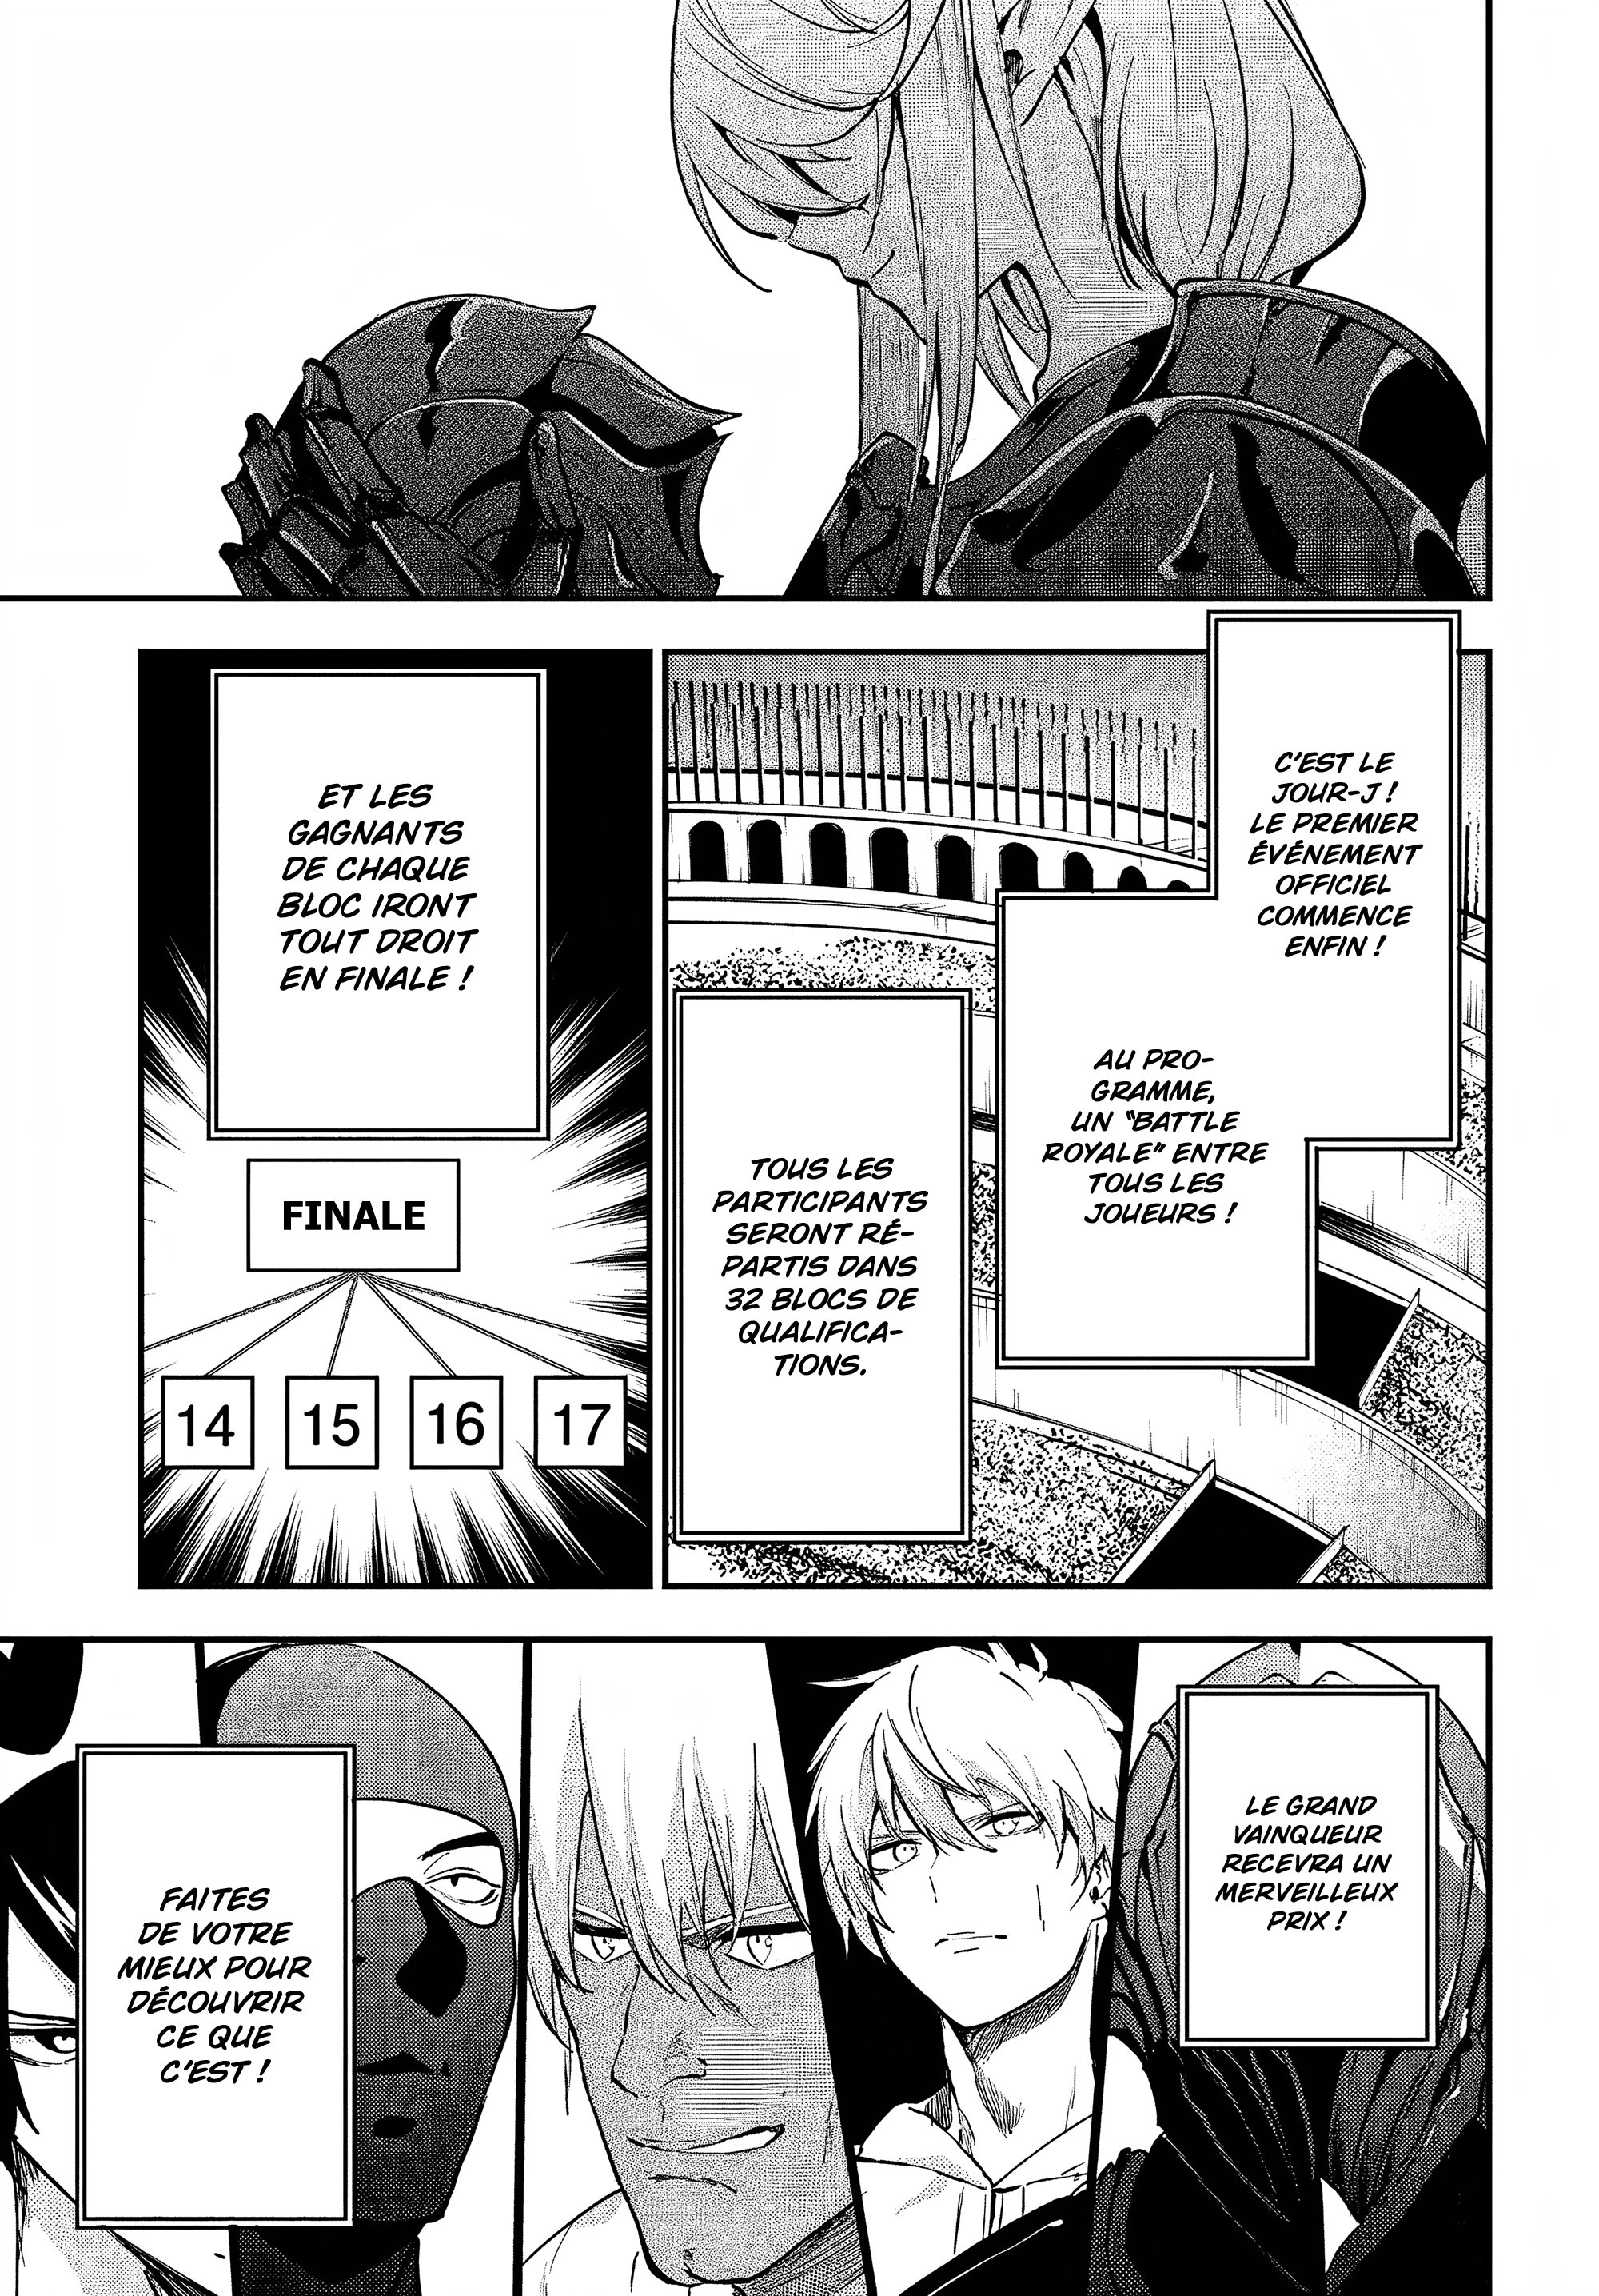 C'EST LE
JOUR-J !
LE PREMIER
ÉVÉNEMENT
OFFICIEL
COMMENCE
ENFIN !
AU PRO-
GRAMME,
UN "BATTLE
ROYALE" ENTRE
TOUS LES
JOUEURS !
TOUS LES
PARTICIPANTS
SERONT RÉ-
PARTIS DANS
32 BLOCS DE
QUALIFICA-
TIONS.
ET LES
GAGNANTS
DE CHAQUE
BLOC IRONT
TOUT DROIT
EN FINALE !
FINALE
14 15 16 17
LE GRAND
VAINQUEUR
RECEVRA UN
MERVEILLEUX
PRIX !
FAITES
DE VOTRE
MIEUX POUR
DÉCOUVRIR
CE QUE
C'EST !